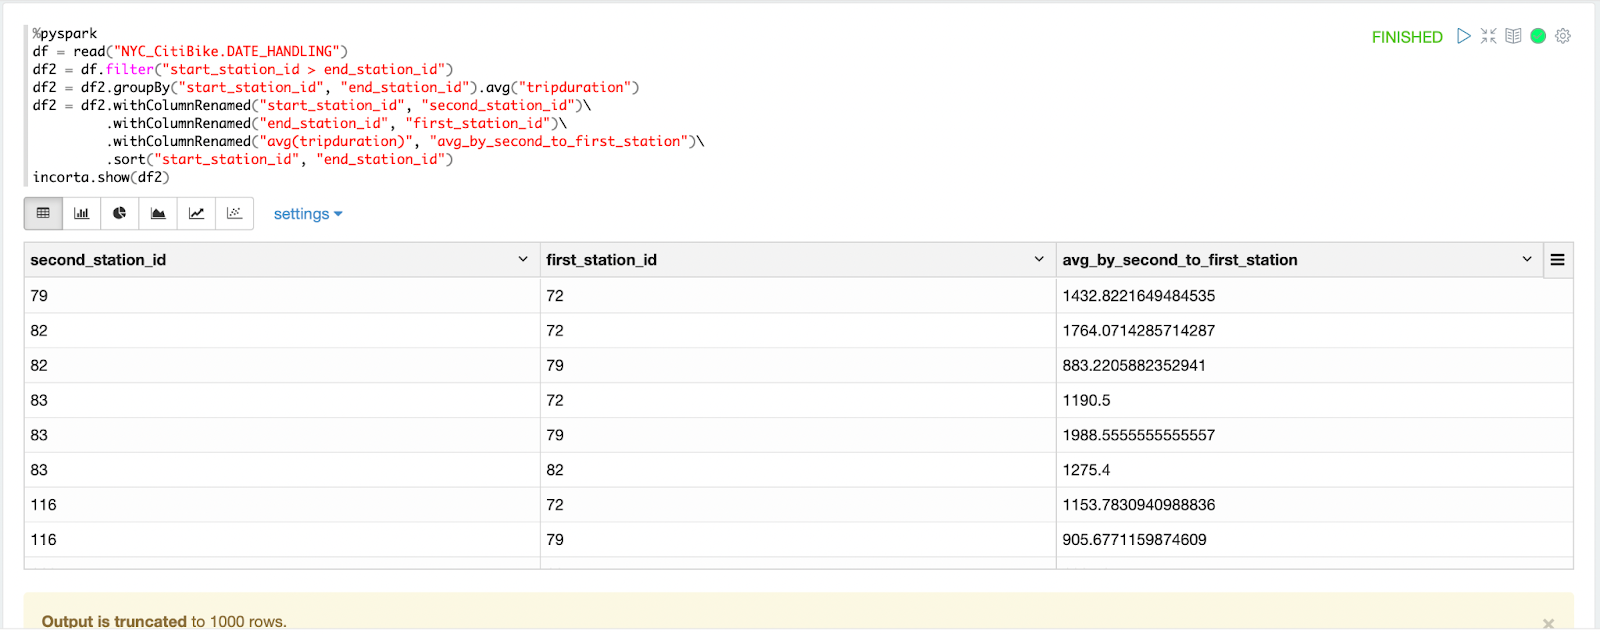 %pyspark
df = read("NYC_CitiBike.DATE_HANDLING")
df2 = df.filter("start_station_id > end_station_id")
df2 = df2.groupBy("start_station_id", "end_station_id").avg("tripduration")
df2 = df2.withColumnRenamed("start_station_id", "second_station_id")\
.withColumnRenamed("end_station_id", "first_station_id")\
.withColumnRenamed("avg(tripduration)", "avg_by_second_to_first_station")\
.sort("start_station_id", "end_station_id")
incorta.show(df2)
FINISHED
settings
second_station_id first_station_id avg_by_second_to_first_station
79 72 1432.8221649484535
82 72 1764.0714285714287
82 79 883.2205882352941
83 72 1190.5
83 79 1988.5555555555557
83 82 1275.4
116 72 1153.7830940988836
116 79 905.6771159874609
Output is truncated to 1000 rows.